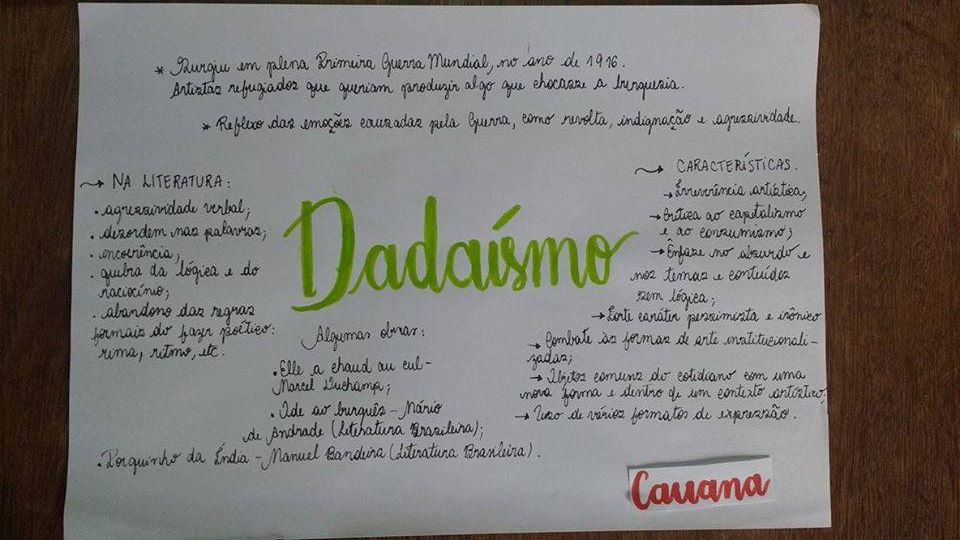 * Surgiu em plena Primeira Guerra Mundial, no ano de 1916.
Artistas refugiados que queriam produzir algo que chocasse a burguesia.
* Reflexo das emoções causadas pela Guerra, como revolta, indignação e agressividade.
→ NA LITERATURA:
• agressividade verbal;
• desordem nas palavras;
• incoerência;
• quebra da lógica e do
raciocínio;
• abandono das regras
formais do fazer poético:
rima, ritmo, etc.
Dadaísmo
→ CARACTERÍSTICAS.
→ Irreverência artística;
→ Crítica ao capitalismo
e ao consumismo;
→ Ênfase no absurdo e
nos temas e conteúdos
sem lógica;
→ Forte caráter pessimista e irônico
→ Combate às formas de arte institucionali-
zadas;
→ Objetos comuns do cotidiano com uma
nova forma e dentro de um contexto artístico.
→ Uso de vários formatos de expressão.
Algumas obras:
• Elle a chaud au cul-
Marcel Duchamp;
• Ode ao burguês - Mário
de Andrade (Literatura Brasileira);
• Porquinho da Índia - Manuel Bandeira (Literatura Brasileira).
Cauana